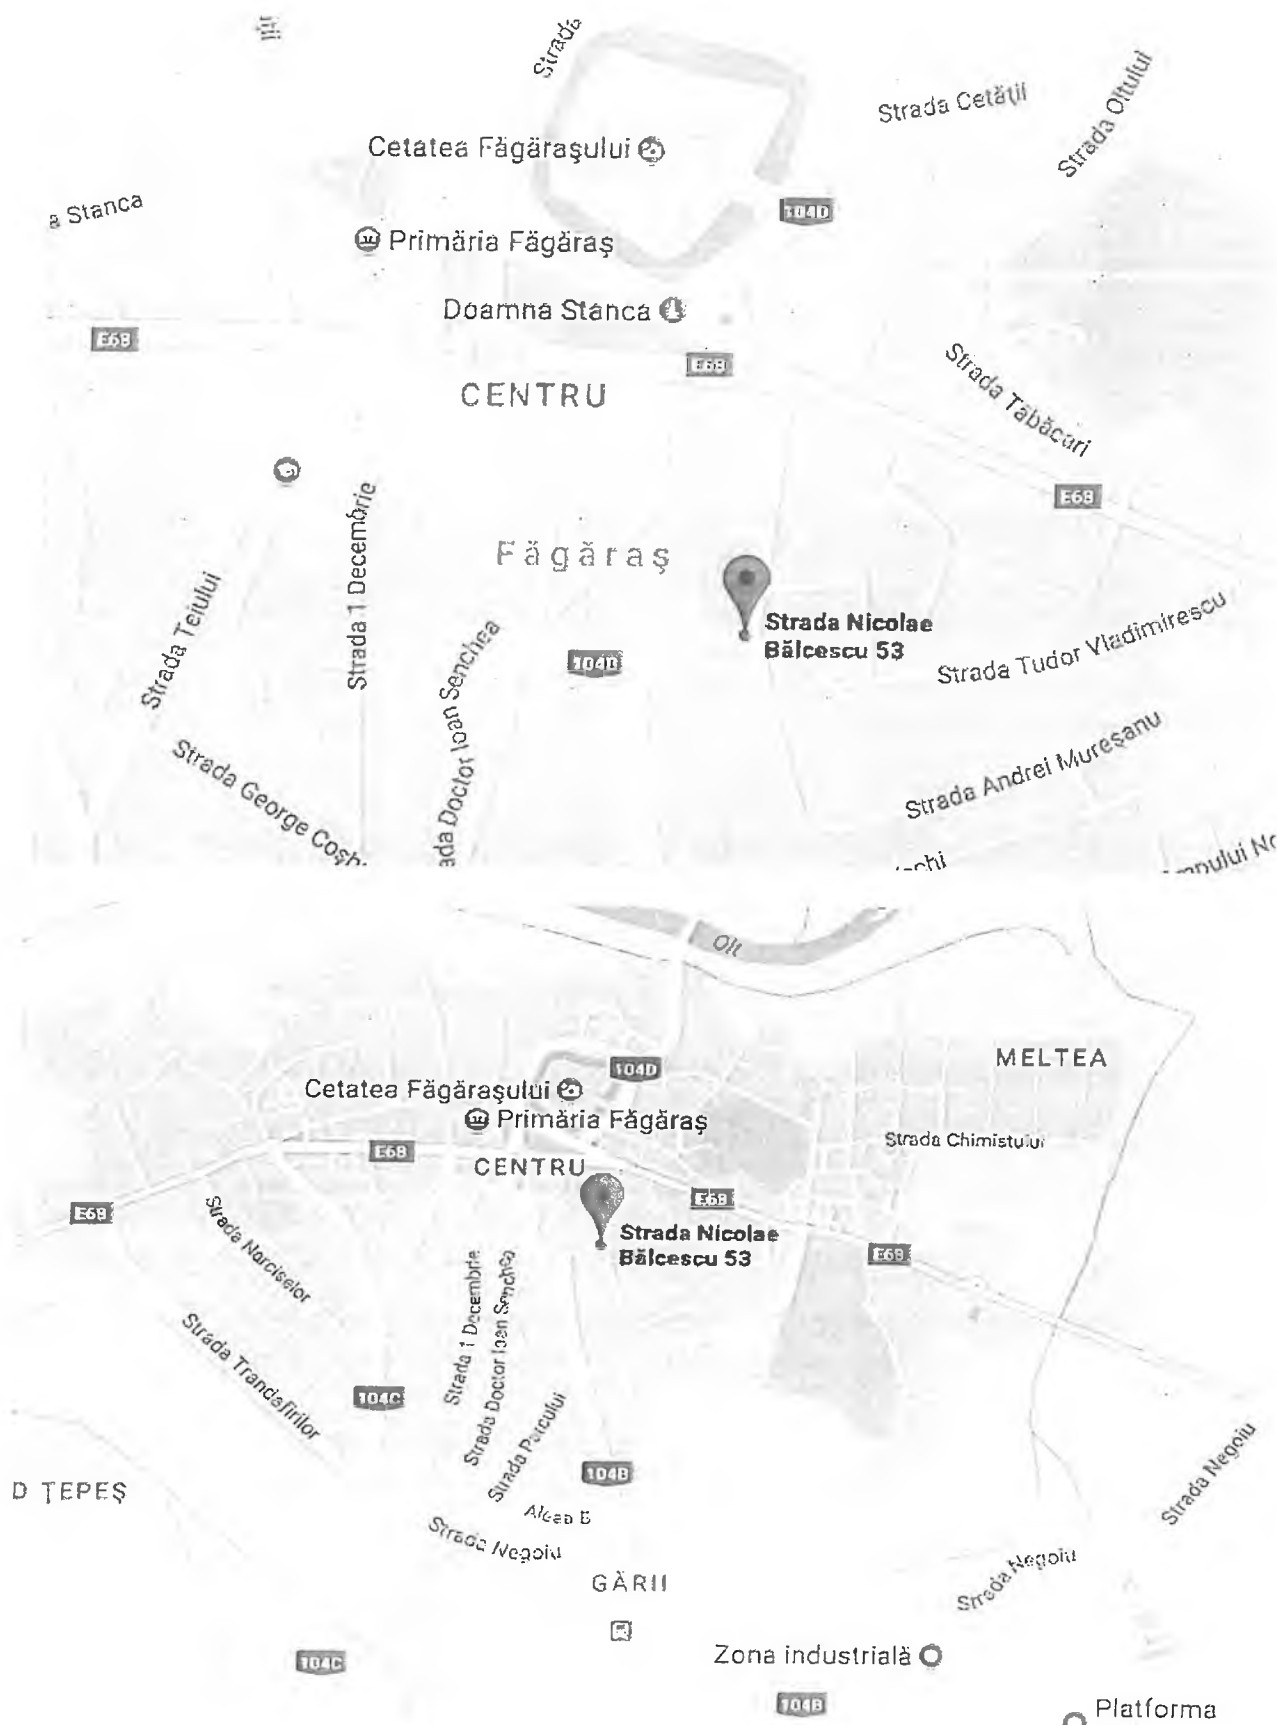 Strada
Strada Cetății
Strada Oltului
Cetatea Făgărașului
a Stanca
104D
Primăria Făgăraș
Doamna Stanca
E68
E68
CENTRU
Strada Tăbăcari
E68
Strada 1 Decembrie
Făgăraș
Strada Teiului
Strada Nicolae
Bălcescu 53
Strada Tudor Vladimirescu
104D
ada Doctor Ioan Senchea
Strada Andrei Mureșanu
Strada George Coșb
Olt
MELTEA
104D
Cetatea Făgărașului
Primăria Făgăraș
Strada Chimistului
E68
CENTRU
E68
E68
Strada Narciselor
Strada Nicolae
Bălcescu 53
E68
Strada 1 Decembrie
Strada Doctor Ioan Senchea
Strada Trandafirilor
104C
Strada Parcului
104B
Strada Negoiu
D ȚEPEȘ
Aleea
Strada Negoiu
Strada Negoiu
GĂRII
Zona industrială
104C
104B
Platforma